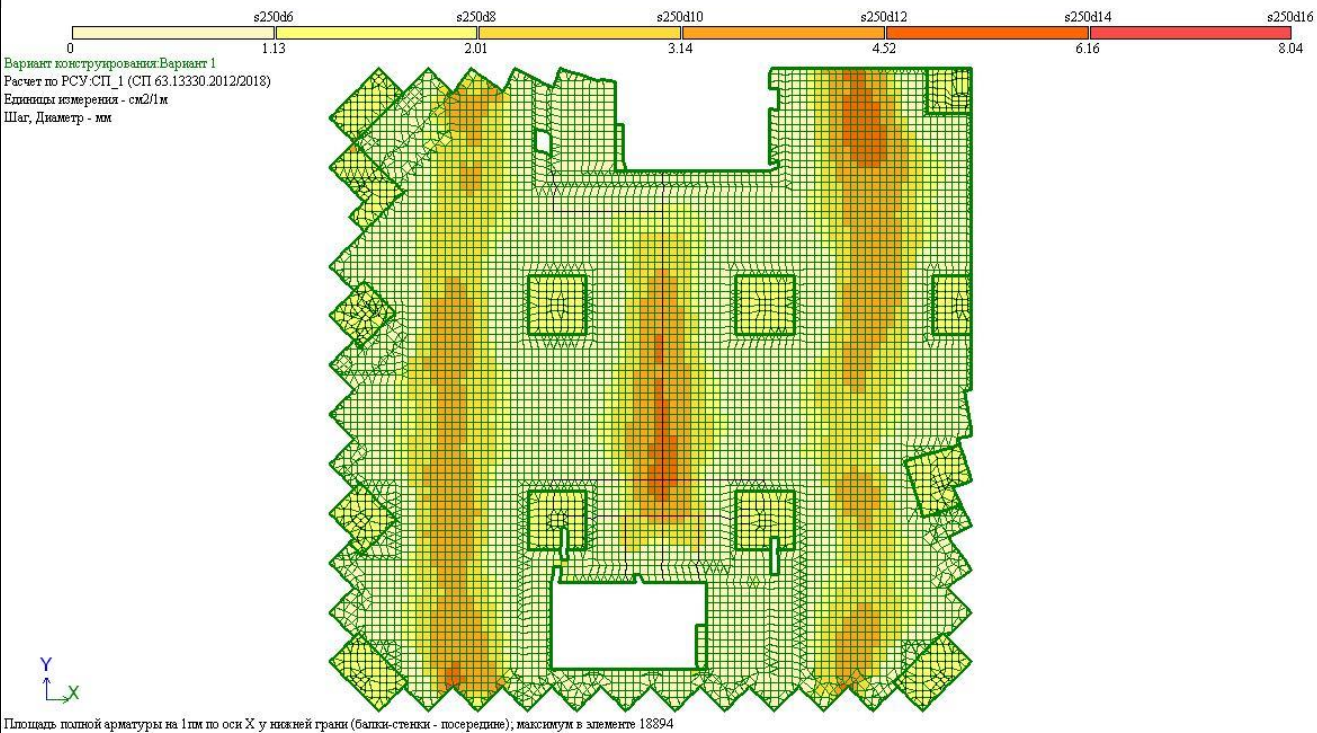 s250d6 s250d8 s250d10 s250d12 s250d14 s250d16
0 1.13 2.01 3.14 4.52 6.16 8.04
Вариант конструирования:Вариант 1
Расчет по РСУ:СП_1 (СП 63.13330.2012/2018)
Единицы измерения - см2/1м
Шаг, Диаметр - мм
Y
X
Площадь полной арматуры на 1пм по оси X у нижней грани (балки-стенки - посередине); максимум в элементе 18894